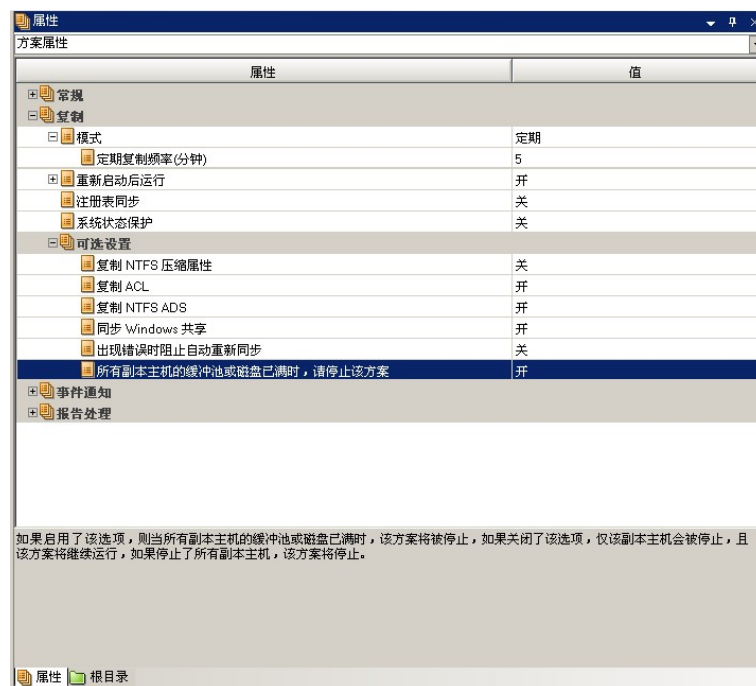 属性
方案属性
属性 值
常规
复制
模式 定期
定期复制频率(分钟) 5
重新启动后运行 开
注册表同步 关
系统状态保护 关
可选设置
复制 NTFS 压缩属性 关
复制 ACL 开
复制 NTFS ADS 开
同步 Windows 共享 开
出现错误时阻止自动重新同步 关
所有副本主机的缓冲池或磁盘已满时，请停止该方案 开
事件通知
报告处理
如果启用了该选项，则当所有副本主机的缓冲池或磁盘已满时，该方案将被停止，如果关闭了该选项，仅该副本主机会被停止，且
该方案将继续运行，如果停止了所有副本主机，该方案将停止。
属性 根目录